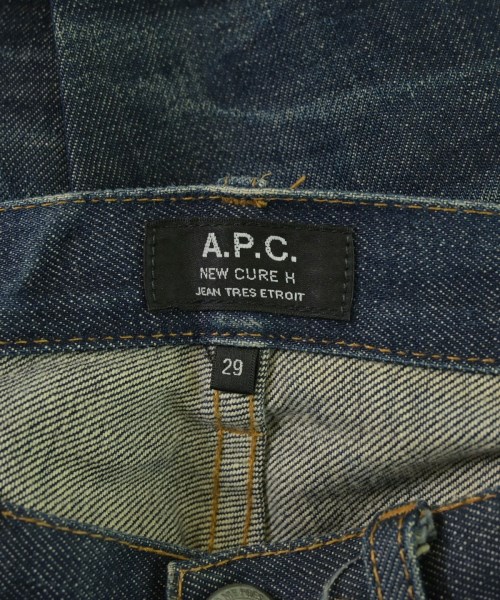 A.P.C.
NEW CURE H
JEAN TRES ETROIT
29